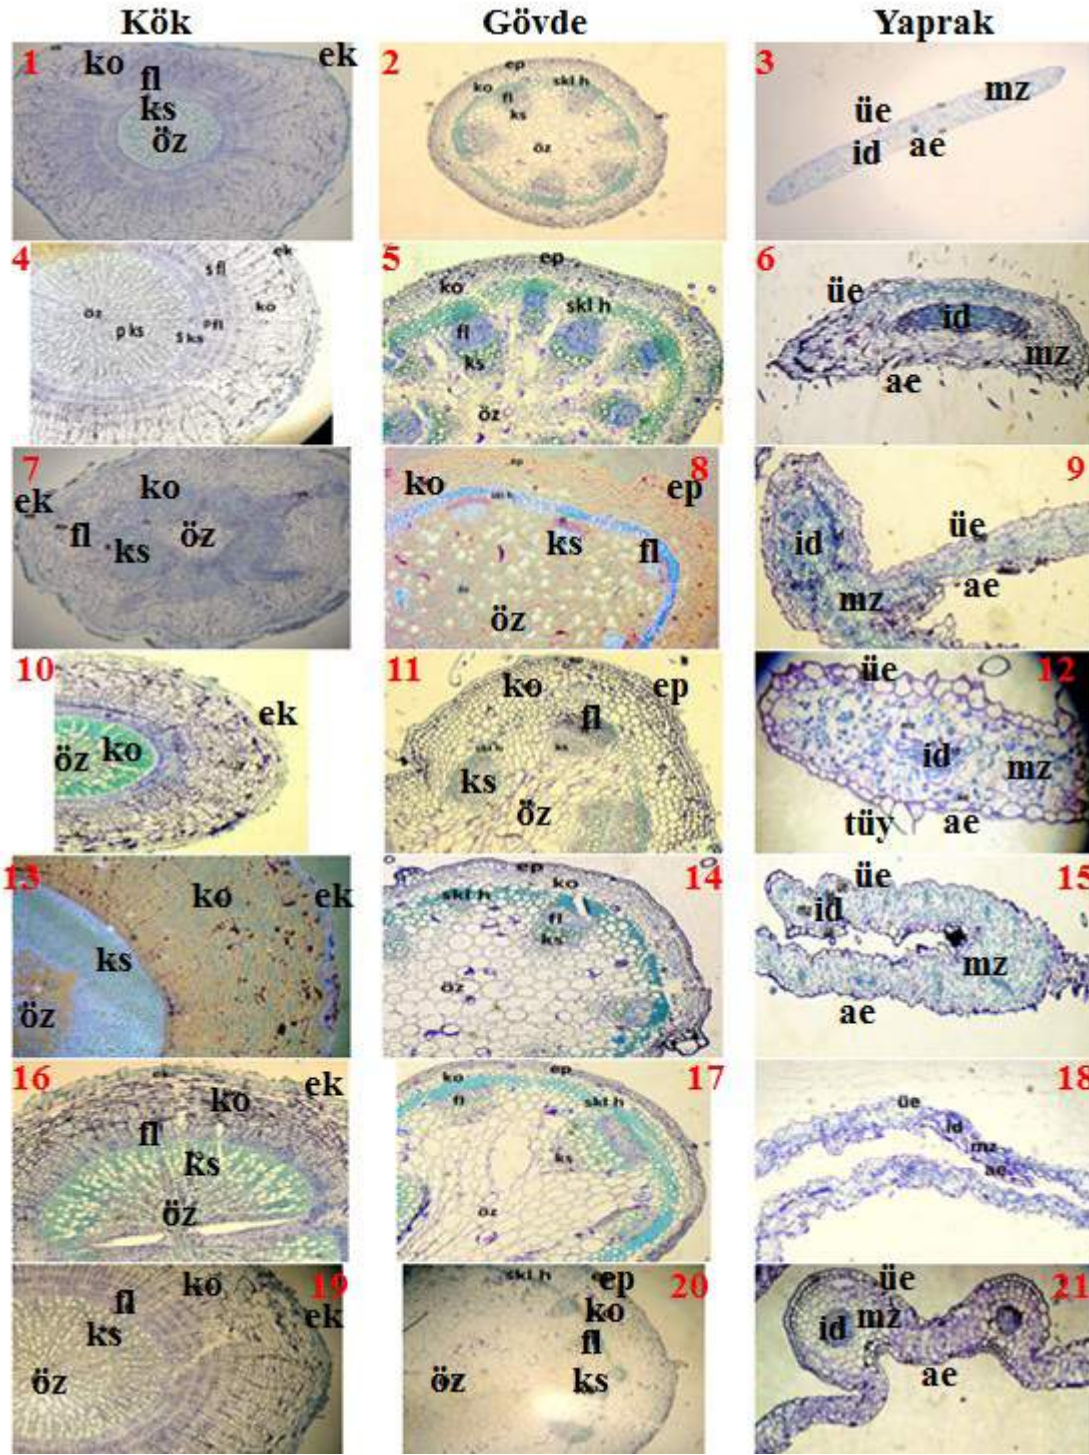 Kök Gövde Yaprak
1 ko ek
fl
ks
öz
2 ep
ko skl h
fl
ks
öz
3 mz
üe
id ae
4 ek
s fl
öz ko
p ks s ks p fl
5 ep
ko skl h
fl
ks
öz
6 üe
id
mz
ae
7 ko
ek
fl öz
ks
8 ep
ko ep
skl h
ks fl
öz
9 üe
id
ae
mz
10 ek
öz ko
11 ko ep
fl
skl h ks
ks
öz
12 üe
id mz
tüy ae
13 ko ek
ks
öz
14 ep
skl h ko
fl
ks
öz
15 üe
id
mz
ae
16 ek
ko
fl
ks
öz
17 ep
ko
fl skl h
ks
öz
18 üe
id
mz
ae
19 ko
fl ek
ks
öz
20 skl h ep
ko
fl
öz ks
21 üe
mz
id
ae